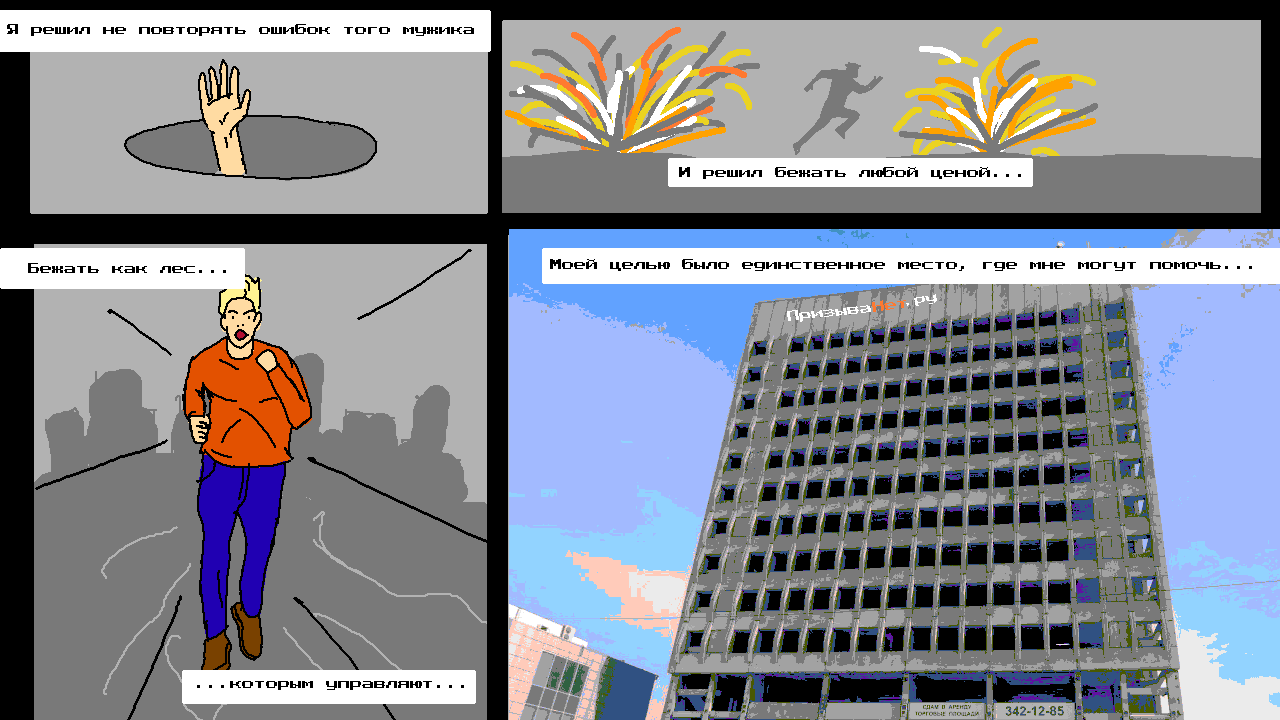 Я решил не повторять ошибок того мужика
И решил бежать любой ценой...
Бежать как лес...
...которым управляют...
Моей целью было единственное место, где мне могут помочь...
ПризываНет.ру
СДАМ В АРЕНДУ
ТОРГОВЫЕ ПЛОЩАДИ
342-12-85